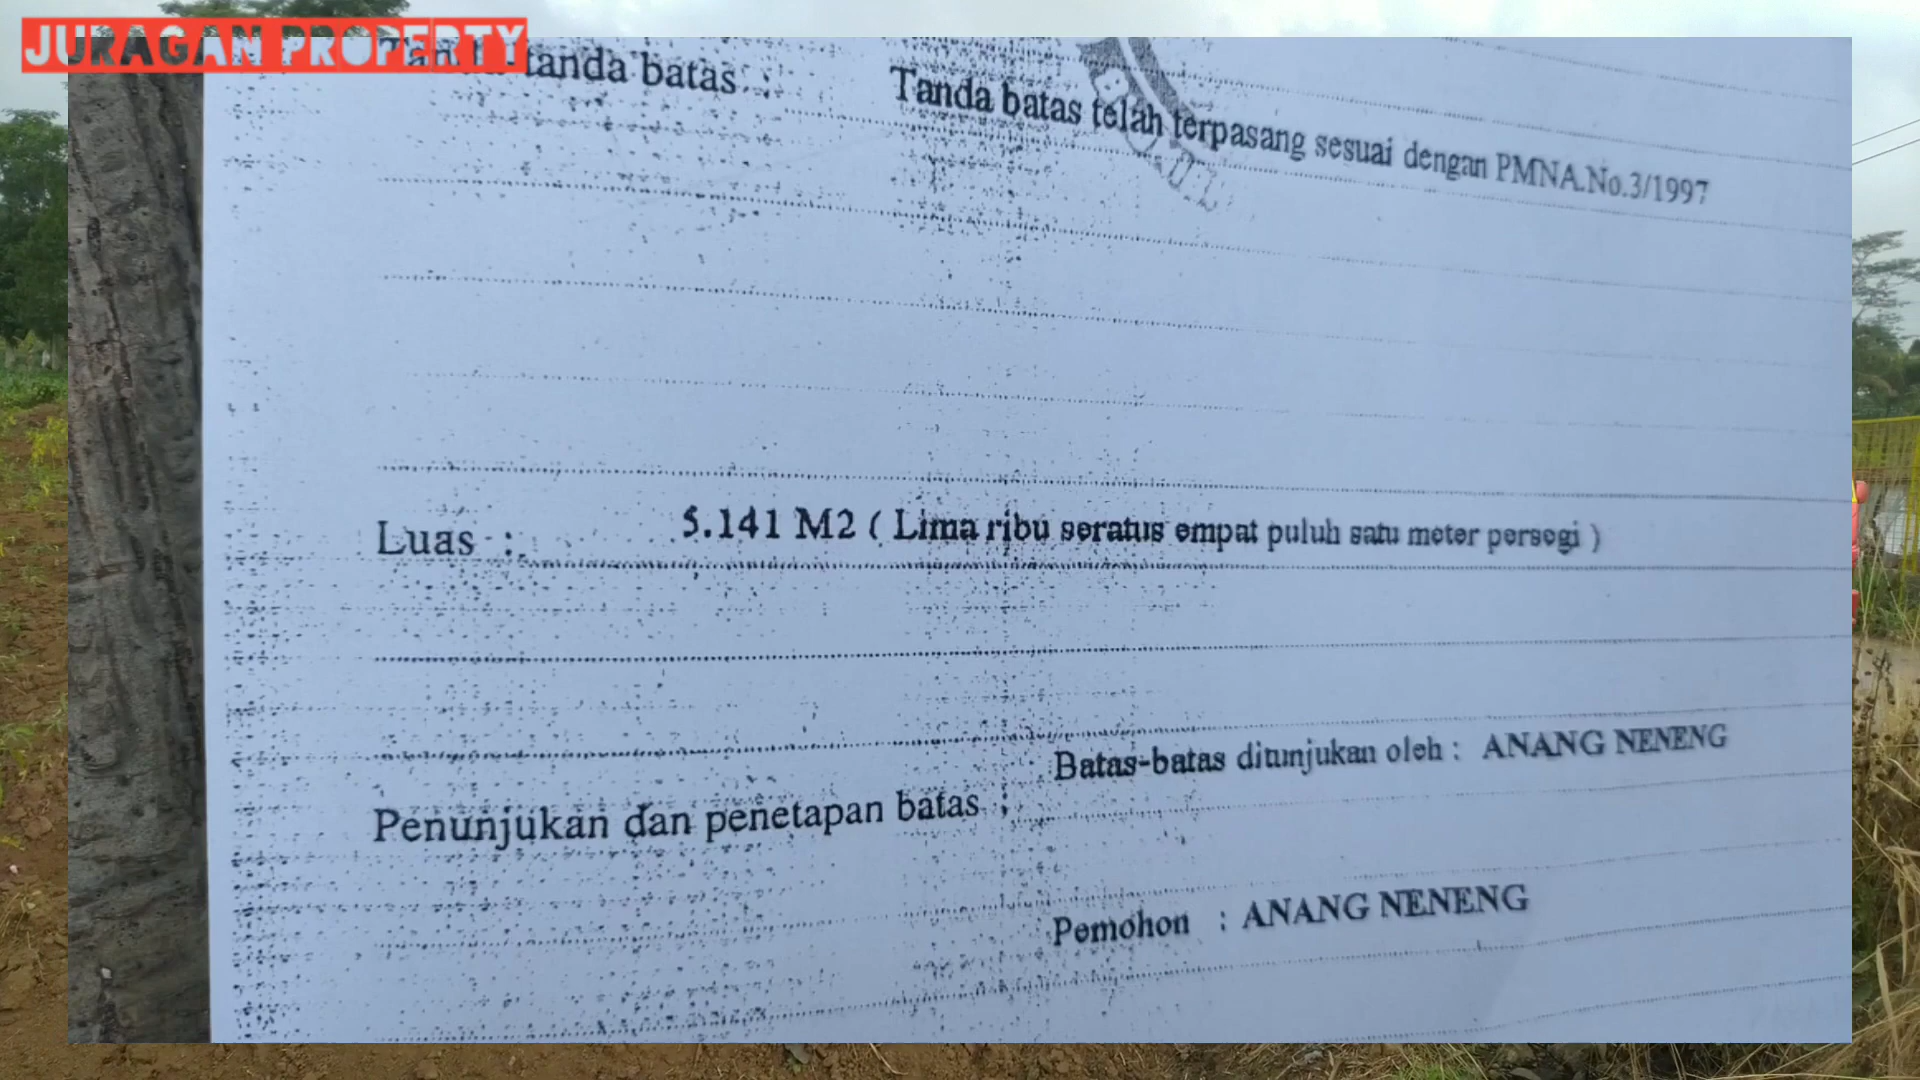 JURAGAN PROPERTY
Tanda-tanda batas :
Tanda batas telah terpasang sesuai dengan PMNA.No.3/1997
Luas : 5.141 M2 ( Lima ribu seratus empat puluh satu meter persegi )
Batas-batas ditunjukan oleh : ANANG NENENG
Penunjukan dan penetapan batas :
Pemohon : ANANG NENENG